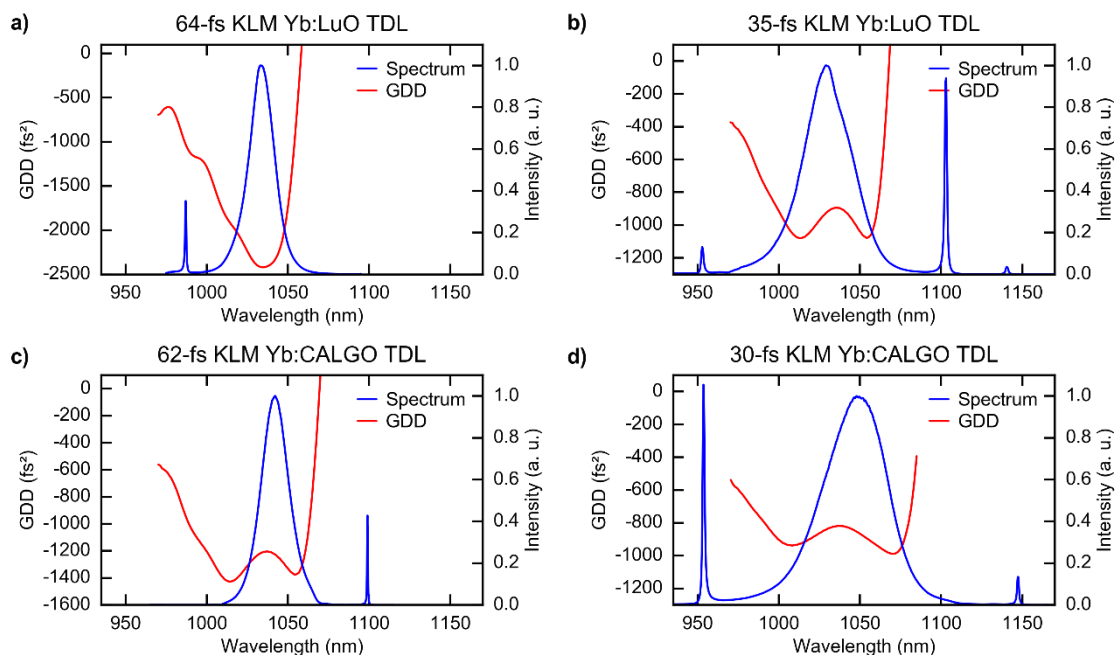 a)
64-fs KLM Yb:LuO TDL
0
-500
-1000
-1500
-2000
-2500
GDD (fs²)
Spectrum
GDD
1.0
0.8
0.6
0.4
0.2
0.0
Intensity (a. u.)
950
1000
1050
1100
1150
Wavelength (nm)
b)
35-fs KLM Yb:LuO TDL
0
-200
-400
-600
-800
-1000
-1200
GDD (fs²)
Spectrum
GDD
1.0
0.8
0.6
0.4
0.2
0.0
Intensity (a. u.)
950
1000
1050
1100
1150
Wavelength (nm)
c)
62-fs KLM Yb:CALGO TDL
0
-200
-400
-600
-800
-1000
-1200
-1400
-1600
GDD (fs²)
Spectrum
GDD
1.0
0.8
0.6
0.4
0.2
0.0
Intensity (a. u.)
950
1000
1050
1100
1150
Wavelength (nm)
d)
30-fs KLM Yb:CALGO TDL
0
-200
-400
-600
-800
-1000
-1200
GDD (fs²)
Spectrum
GDD
1.0
0.8
0.6
0.4
0.2
0.0
Intensity (a. u.)
950
1000
1050
1100
1150
Wavelength (nm)